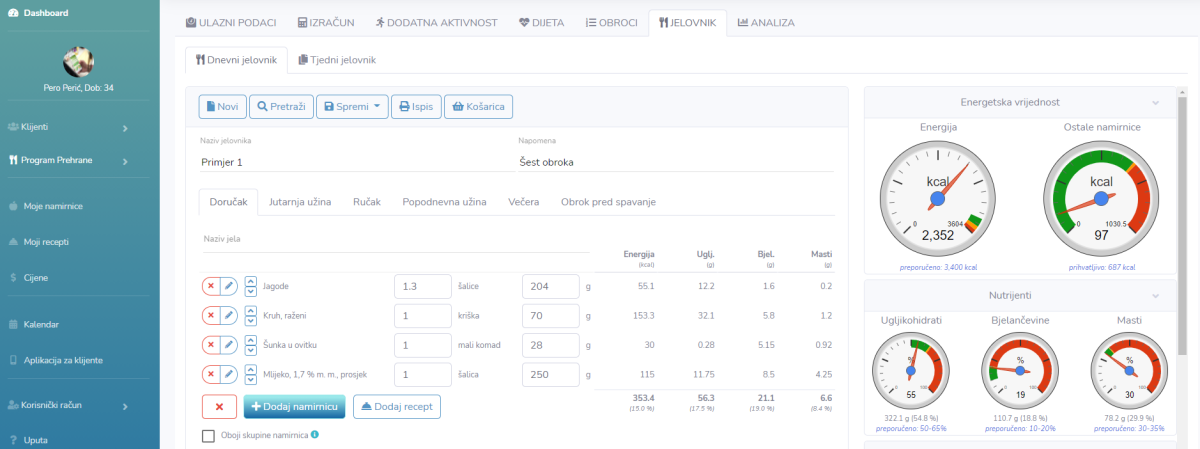 Dashboard
Pero Perić, Dob: 34
Klijenti
Program Prehrane
Moje namirnice
Moji recepti
Cijene
Kalendar
Aplikacija za klijente
Korisnički račun
Uputa
ULAZNI PODACI IZRAČUN DODATNA AKTIVNOST DIJETA OBROCI JELOVNIK ANALIZA
Dnevni jelovnik Tjedni jelovnik
Novi Pretraži Spremi Ispis Košarica
Naziv jelovnika Napomena
Primjer 1 Šest obroka
Doručak Jutarnja užina Ručak Popodnevna užina Večera Obrok pred spavanje
Naziv jela
Energija Uglj. Bjel. Masti
(kcal) (g) (g) (g)
Jagode 1.3 šalice 204 g 55.1 12.2 1.6 0.2
Kruh, raženi 1 kriška 70 g 153.3 32.1 5.8 1.2
Šunka u ovitku 1 mali komad 28 g 30 0.28 5.15 0.92
Mlijeko, 1,7 % m. m., prosjek 1 šalica 250 g 115 11.75 8.5 4.25
353.4 56.3 21.1 6.6
(15.0 %) (17.5 %) (19.0 %) (8.4 %)
Dodaj namirnicu Dodaj recept
Oboji skupine namirnica
Energetska vrijednost
Energija Ostale namirnice
kcal kcal
0 3604 0 1030.5
2,352 97
preporučeno: 3,400 kcal prihvatljivo: 687 kcal
Nutrijenti
Ugljikohidrati Bjelančevine Masti
% % %
55 19 30
322.1 g (54.8 %) 110.7 g (18.8 %) 78.2 g (29.9 %)
preporučeno: 50-65% preporučeno: 10-20% preporučeno: 30-35%